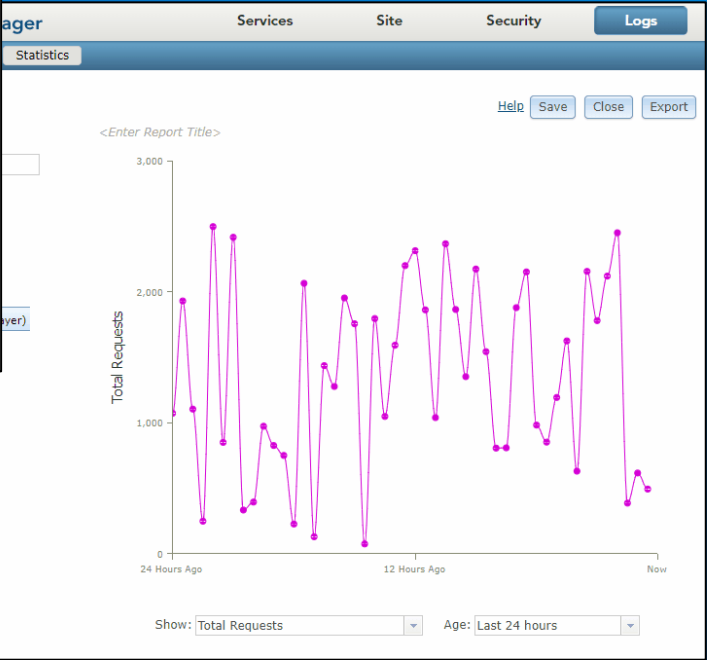 ager
Services
Site
Security
Logs
Statistics
Help
Save
Close
Export
<Enter Report Title>
3,000
2,000
ayer)
Total Requests
1,000
0
24 Hours Ago
12 Hours Ago
Now
Show:
Total Requests
Age:
Last 24 hours